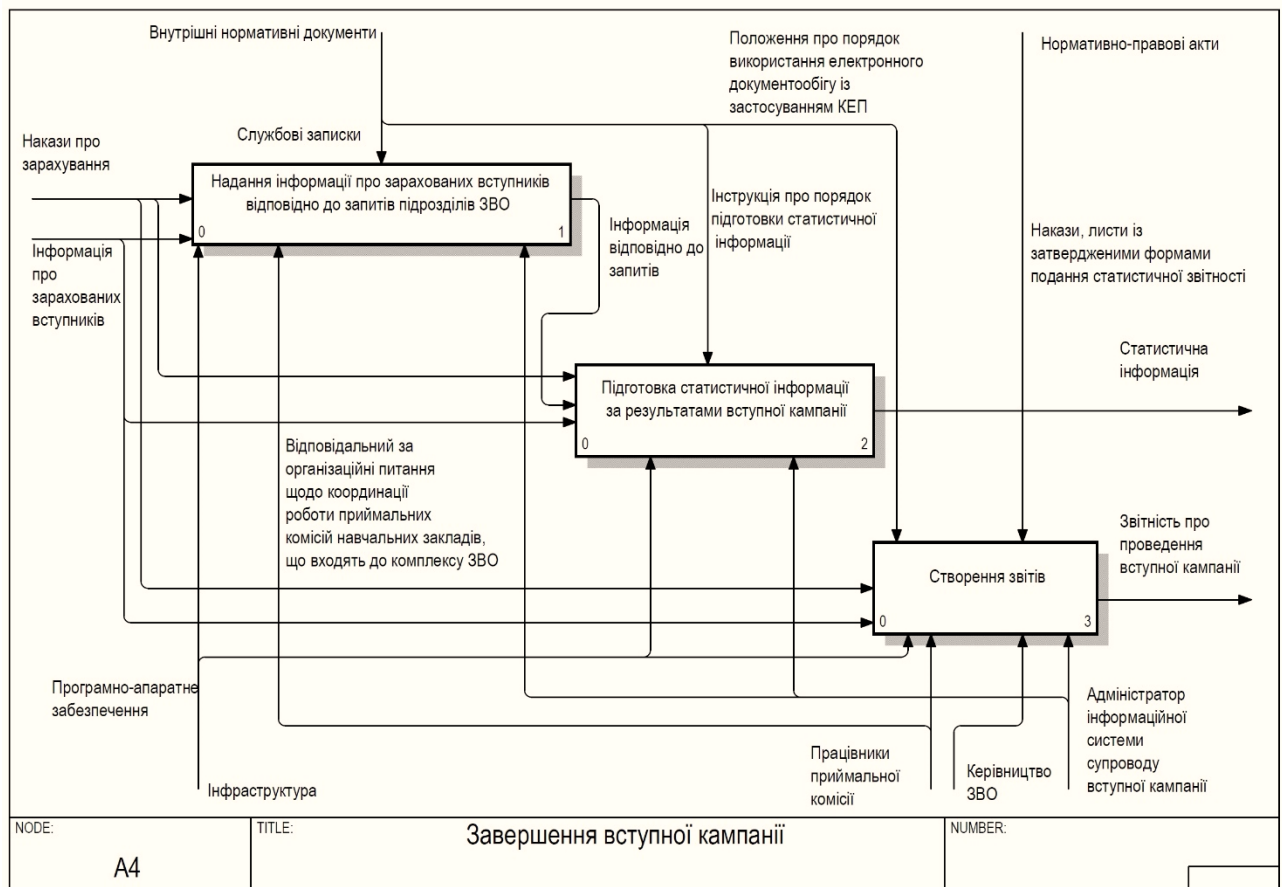 Внутрішні нормативні документи
Положення про порядок
використання електронного
документообігу із
застосуванням КЕП
Нормативно-правові акти
Накази про
зарахування
Службові записки
Надання інформації про зарахованих вступників
відповідно до запитів підрозділів ЗВО
0
1
Інформація
про
зарахованих
вступників
Інформація
відповідно до
запитів
Інструкція про порядок
підготовки статистичної
інформації
Накази, листи із
затвердженими формами
подання статистичної звітності
Статистична
інформація
Підготовка статистичної інформації
за результатами вступної кампанії
0
2
Відповідальний за
організаційні питання
щодо координації
роботи приймальних
комісій навчальних закладів,
що входять до комплексу ЗВО
Звітність про
проведення
вступної кампанії
Створення звітів
0
3
Програмно-апаратне
забезпечення
Інфраструктура
Працівники
приймальної
комісії
Керівництво
ЗВО
Адміністратор
інформаційної
системи
супроводу
вступної кампанії
NODE:
A4
TITLE:
Завершення вступної кампанії
NUMBER: